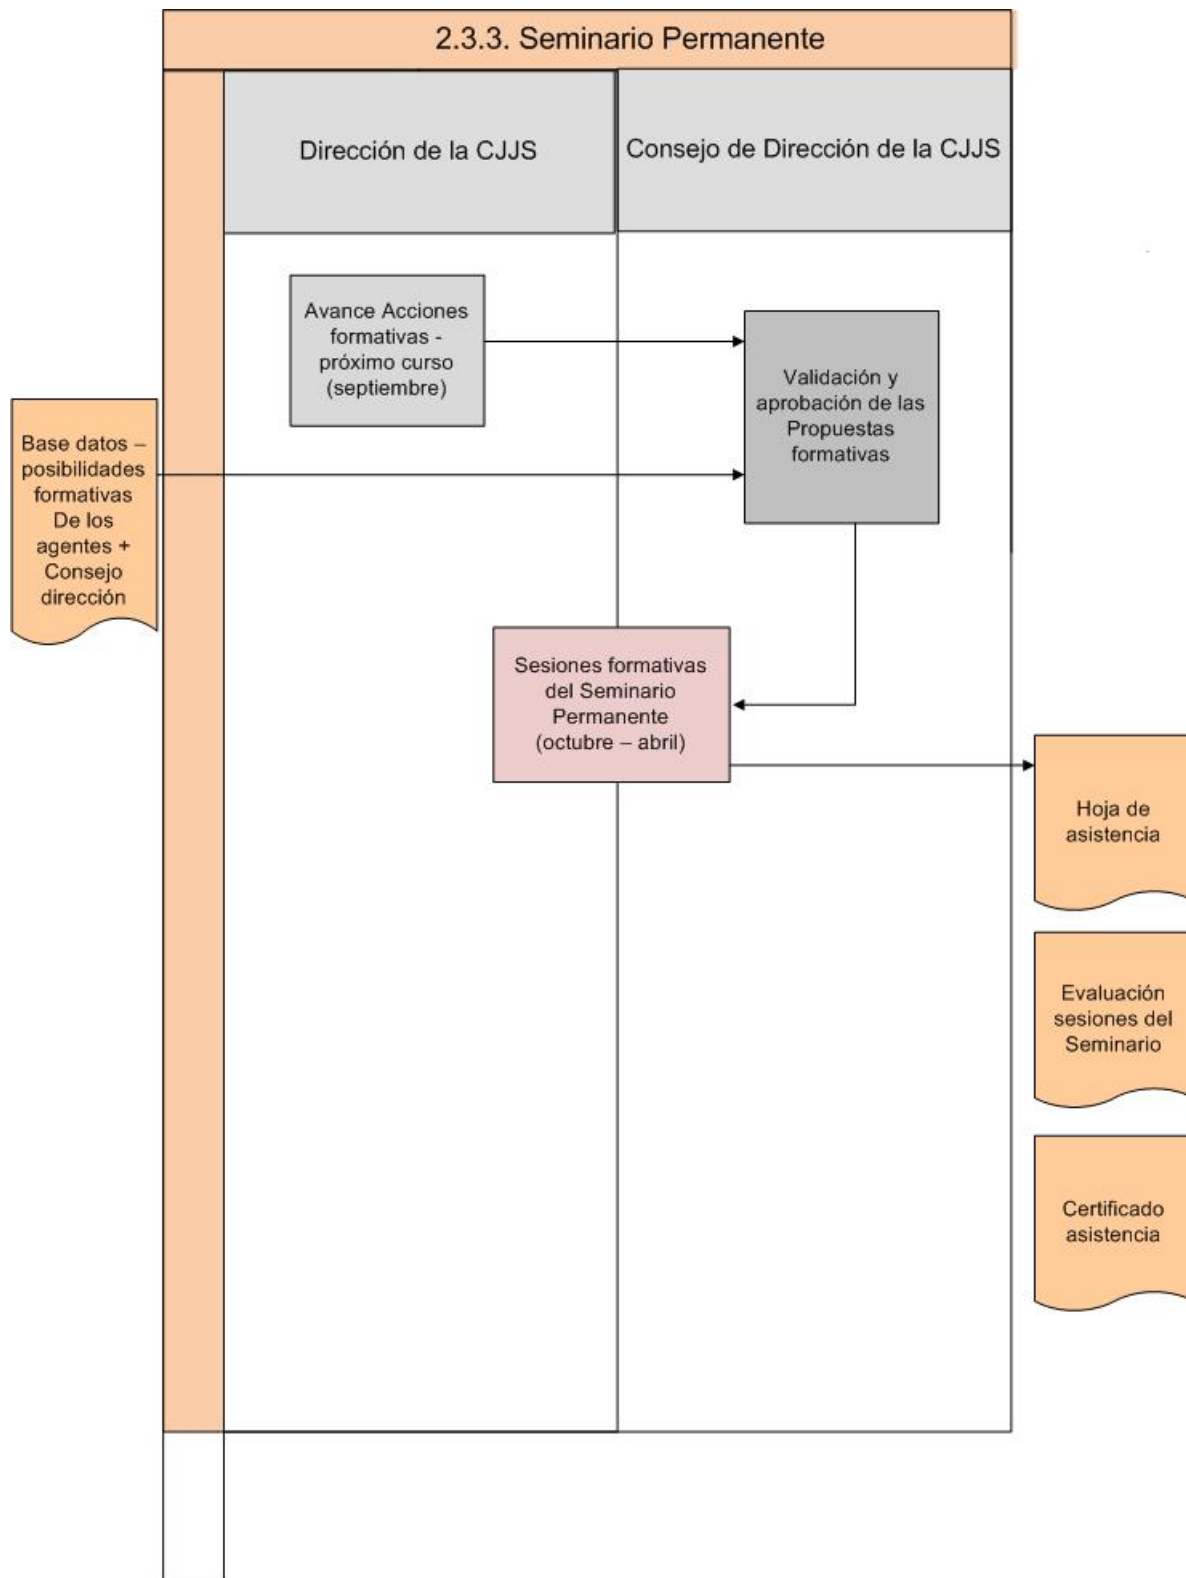 2.3.3. Seminario Permanente
Dirección de la CJJS
Consejo de Dirección de la CJJS
Avance Acciones
formativas -
próximo curso
(septiembre)
Validación y
aprobación de las
Propuestas
formativas
Base datos –
posibilidades
formativas
De los
agentes +
Consejo
dirección
Sesiones formativas
del Seminario
Permanente
(octubre – abril)
Hoja de
asistencia
Evaluación
sesiones del
Seminario
Certificado
asistencia